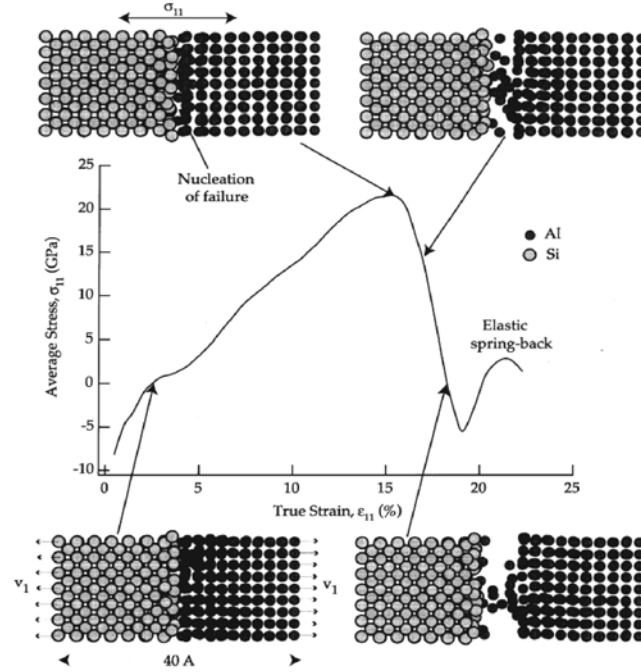 σ11
Nucleation
of failure
25
20
15
10
5
0
-5
-10
Average Stress, σ11 (GPa)
Al
Si
Elastic
spring-back
0
5
10
15
20
25
True Strain, ε11 (%)
v1
v1
40 A